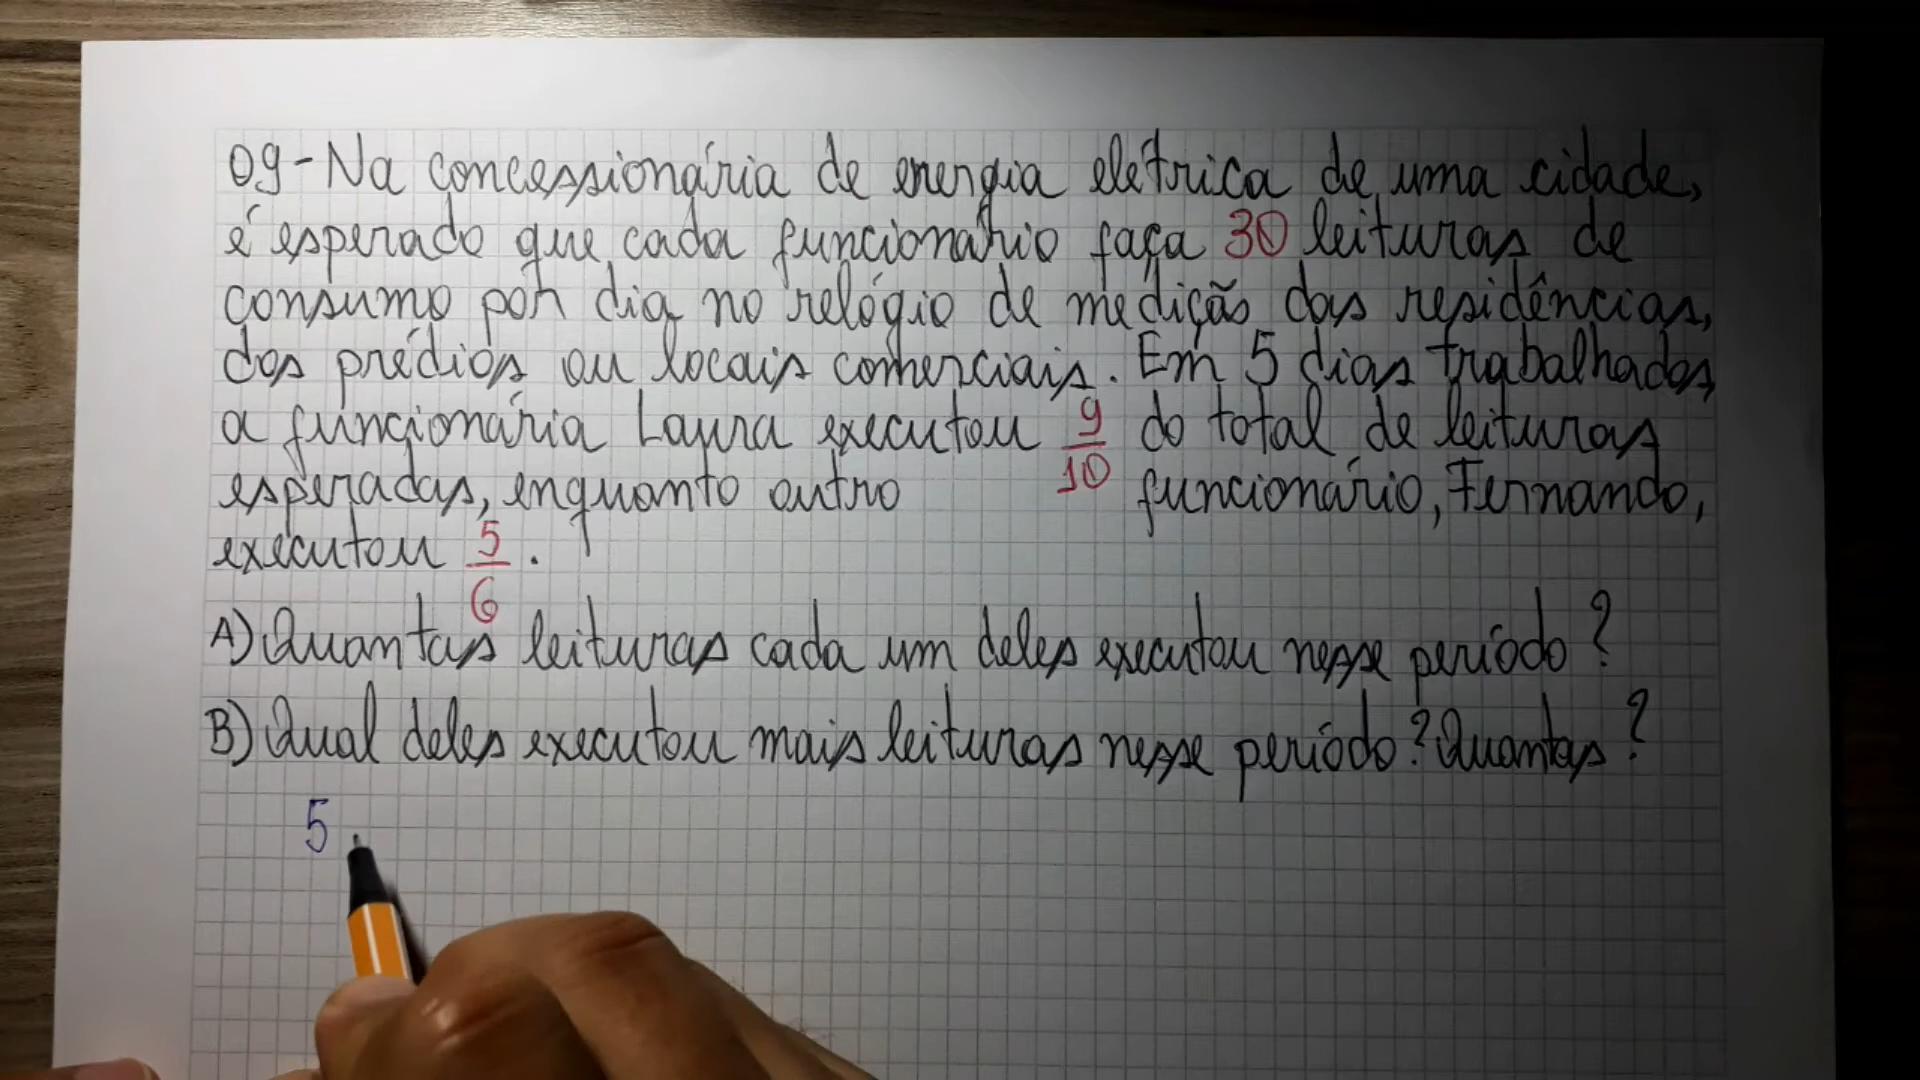 09-Na concessionária de energia elétrica de uma cidade,
é esperado que cada funcionário faça 30 leituras de
consumo por dia no relógio de medição das residências,
dos prédios ou locais comerciais. Em 5 dias trabalhados,
a funcionária Laura executou 9/10 do total de leituras
esperadas, enquanto outro funcionário, Fernando,
executou 5/6.
A) Quantas leituras cada um deles executou nesse período?
B) Qual deles executou mais leituras nesse período? Quantas?
5